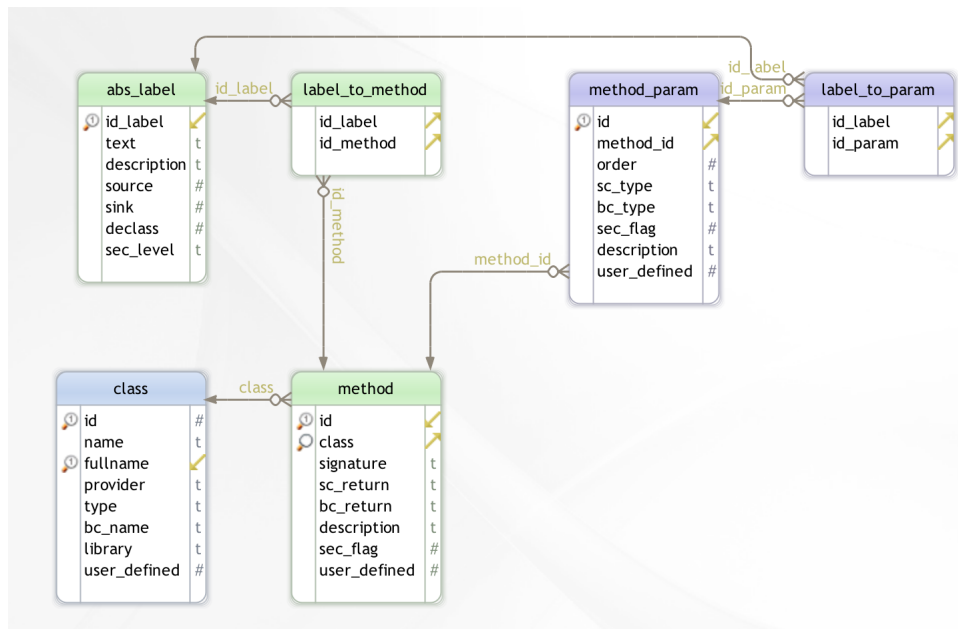 abs_label
id_label
text t
description t
source #
sink #
declass #
sec_level t
id_label
label_to_method
id_label
id_method
id_method
method_param
id
method_id
order #
sc_type t
bc_type t
sec_flag #
description t
user_defined #
id_abel
id_param
label_to_param
id_label
id_param
method_id
class
id #
name t
fullname
provider t
type t
bc_name t
library t
user_defined #
class
method
id
class
signature t
sc_return t
bc_return t
description t
sec_flag #
user_defined #